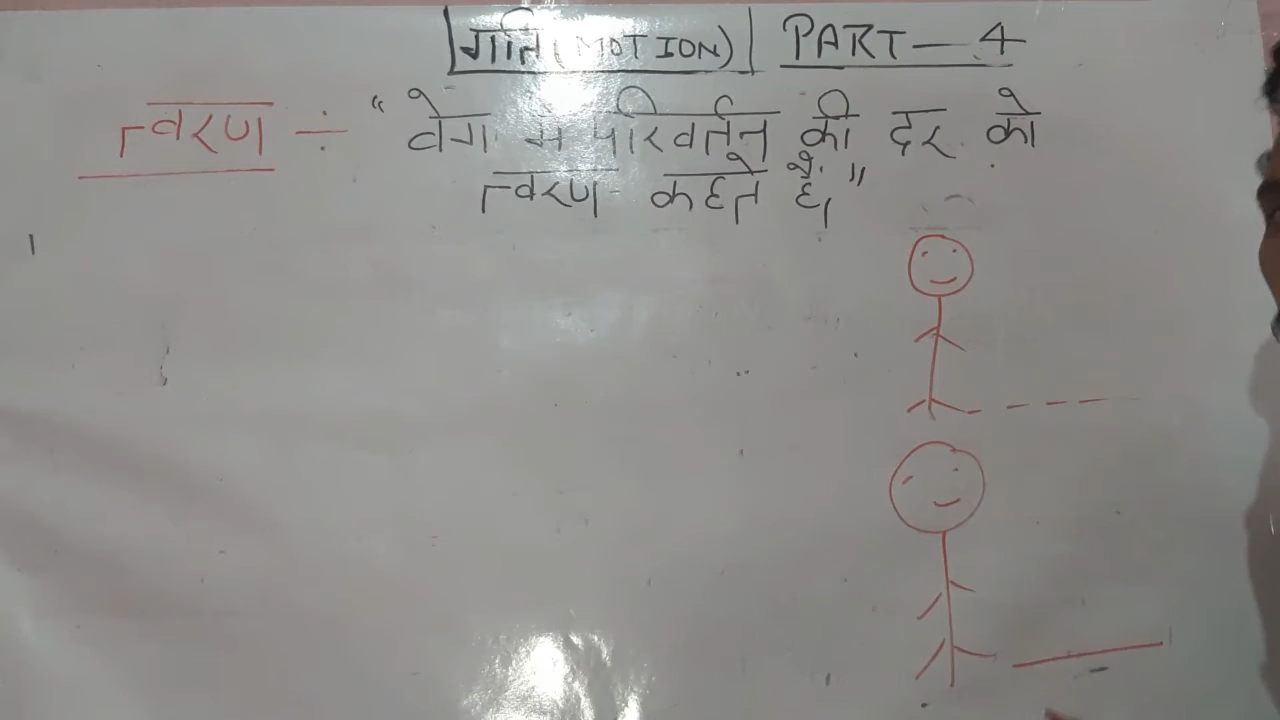 गति (MOTION) PART - 4
त्वरण ÷ “ वेग में परिवर्तन की दर को
त्वरण कहते है। ”